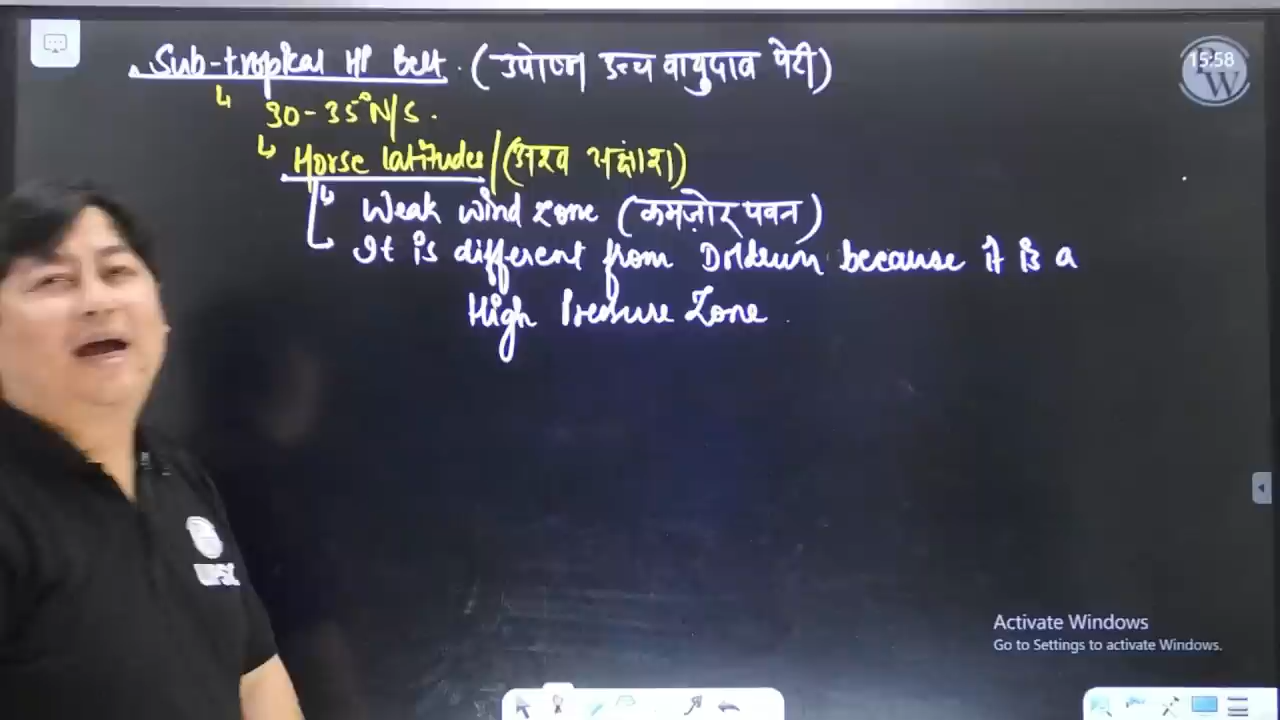 Sub-tropical HP Belt. (उपोष्ण उच्च वायुदाब पेटी)
15:58
PW
↳ 30-35°N/S.
↳ Horse latitudes/(अश्व अक्षांश)
↳ Weak wind zone (कमज़ोर पवन)
It is different from Doldrum because it is a
High Pressure Zone
UPSC
Activate Windows
Go to Settings to activate Windows.